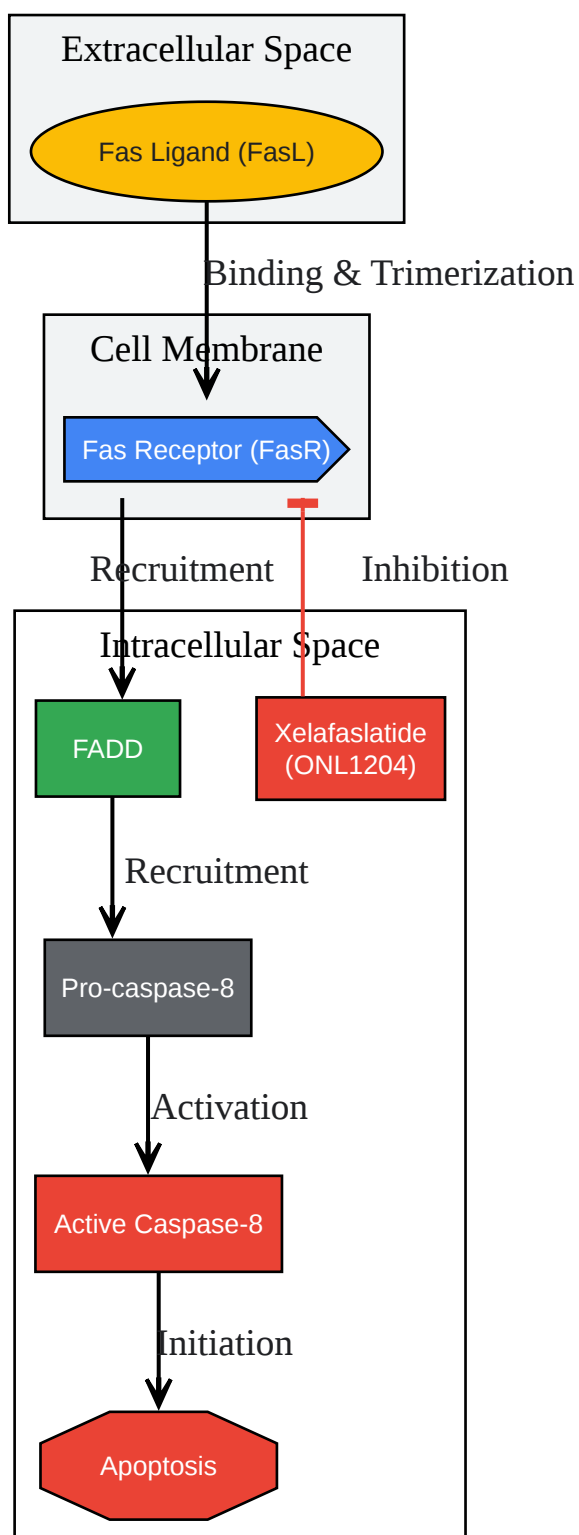 Extracellular Space
Fas Ligand (FasL)
Binding & Trimerization
Cell Membrane
Fas Receptor (FasR)
Recruitment
Inhibition
Intracellular Space
FADD
Xelafaslatide
(ONL1204)
Recruitment
Pro-caspase-8
Activation
Active Caspase-8
Initiation
Apoptosis